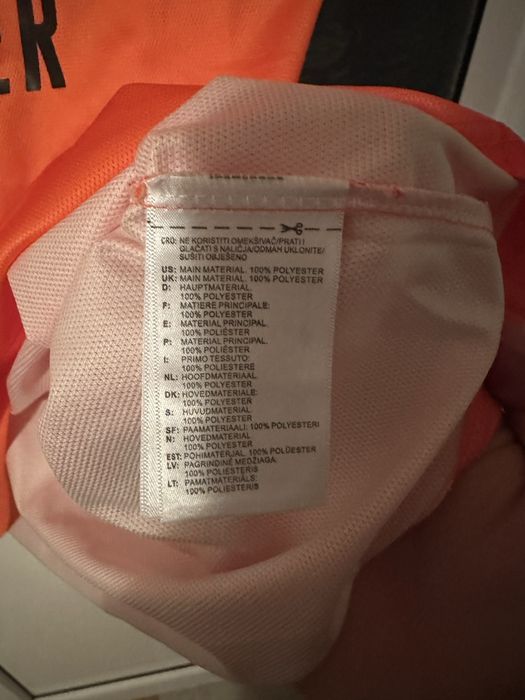 ER
CRO: NE KORISTITI OMEKŠIVAČ/PRATI I
GLAČATI S NALIČJA/ODMAH UKLONITE/
SUŠITI OBJEŠENO
US: MAIN MATERIAL. 100% POLYESTER
UK: MAIN MATERIAL. 100% POLYESTER
D: HAUPTMATERIAL.
100% POLYESTER
F: MATIERE PRINCIPALE:
100% POLYESTER
E: MATERIAL PRINCIPAL.
100% POLIÉSTER
P: MATERIAL PRINCIPAL.
100% POLIÉSTER
I: PRIMO TESSUTO:
100% POLIESTERE
NL: HOOFDMATERIAAL.
100% POLYESTER
DK: HOVEDMATERIALE:
100% POLYESTER
S: HUVUDMATERIAL.
100% POLYESTER
SF: PÄÄMATERIAALI: 100% POLYESTERI
N: HOVEDMATERIAL.
100% POLYESTER
EST: POHIMATERJAL. 100% POLÜESTER
LV: PAGRINDINĖ MEDŽIAGA:
100% POLIESTERIS
LT: PAMATMATERIĀLS:
100% POLIESTERIS